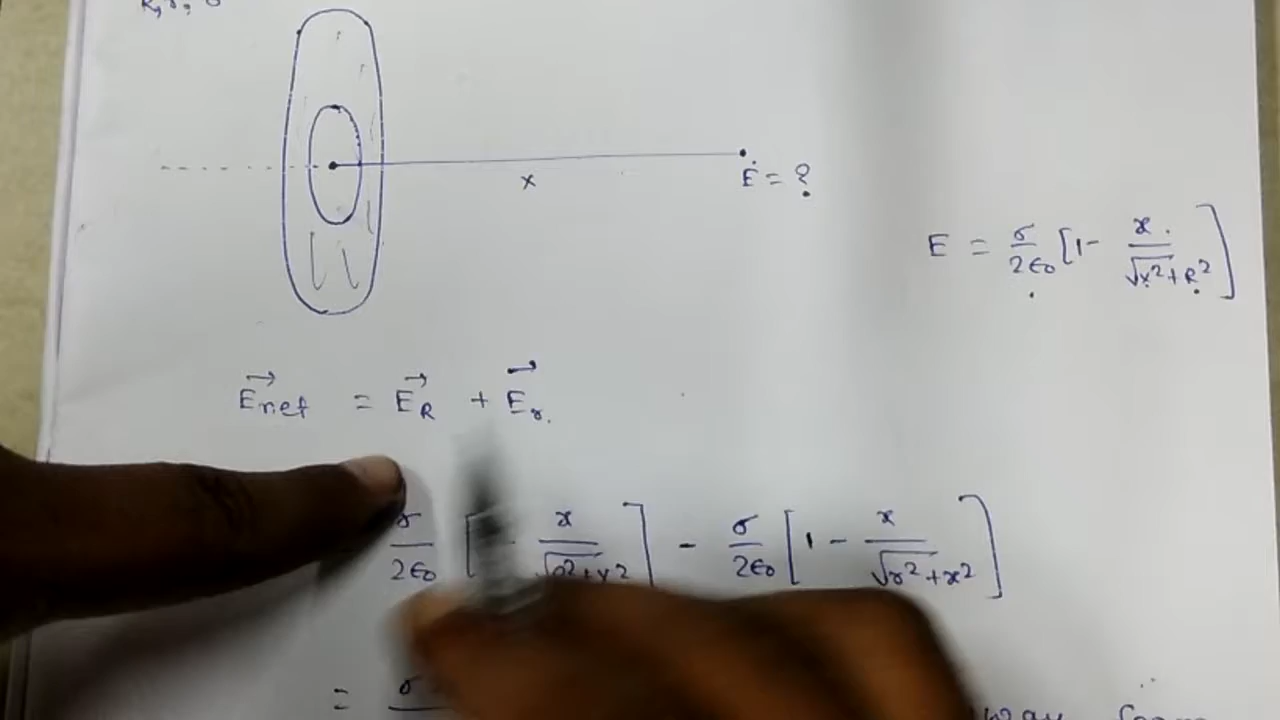 x
E = ?
E = σ/2ϵ₀ [1 - x/√x²+R²]
E⃗net = E⃗R + E⃗r
σ/2ϵ₀ [ - x/ ] - σ/2ϵ₀ [1 - x/√r²+x²]
= σ